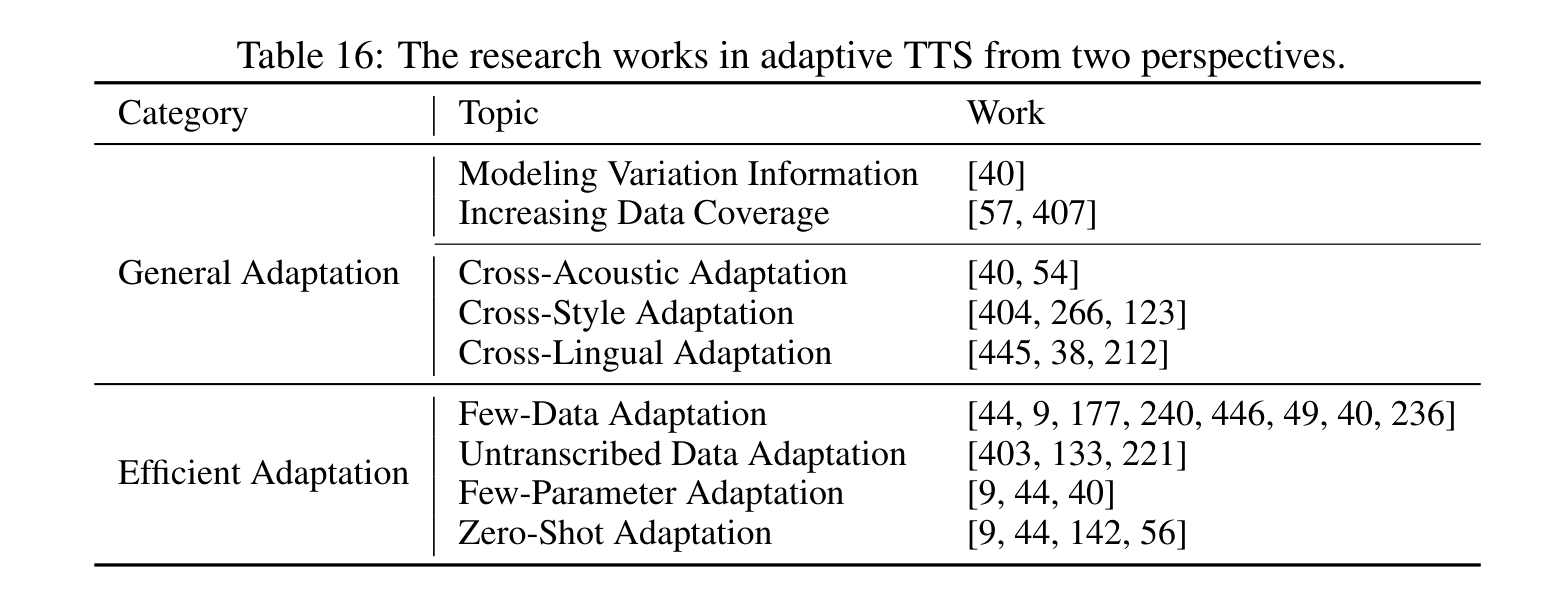 Table 16: The research works in adaptive TTS from two perspectives.
Category Topic Work
Modeling Variation Information [40]
Increasing Data Coverage [57, 407]
General Adaptation Cross-Acoustic Adaptation [40, 54]
Cross-Style Adaptation [404, 266, 123]
Cross-Lingual Adaptation [445, 38, 212]
Few-Data Adaptation [44, 9, 177, 240, 446, 49, 40, 236]
Untranscribed Data Adaptation [403, 133, 221]
Efficient Adaptation
Few-Parameter Adaptation [9, 44, 40]
Zero-Shot Adaptation [9, 44, 142, 56]